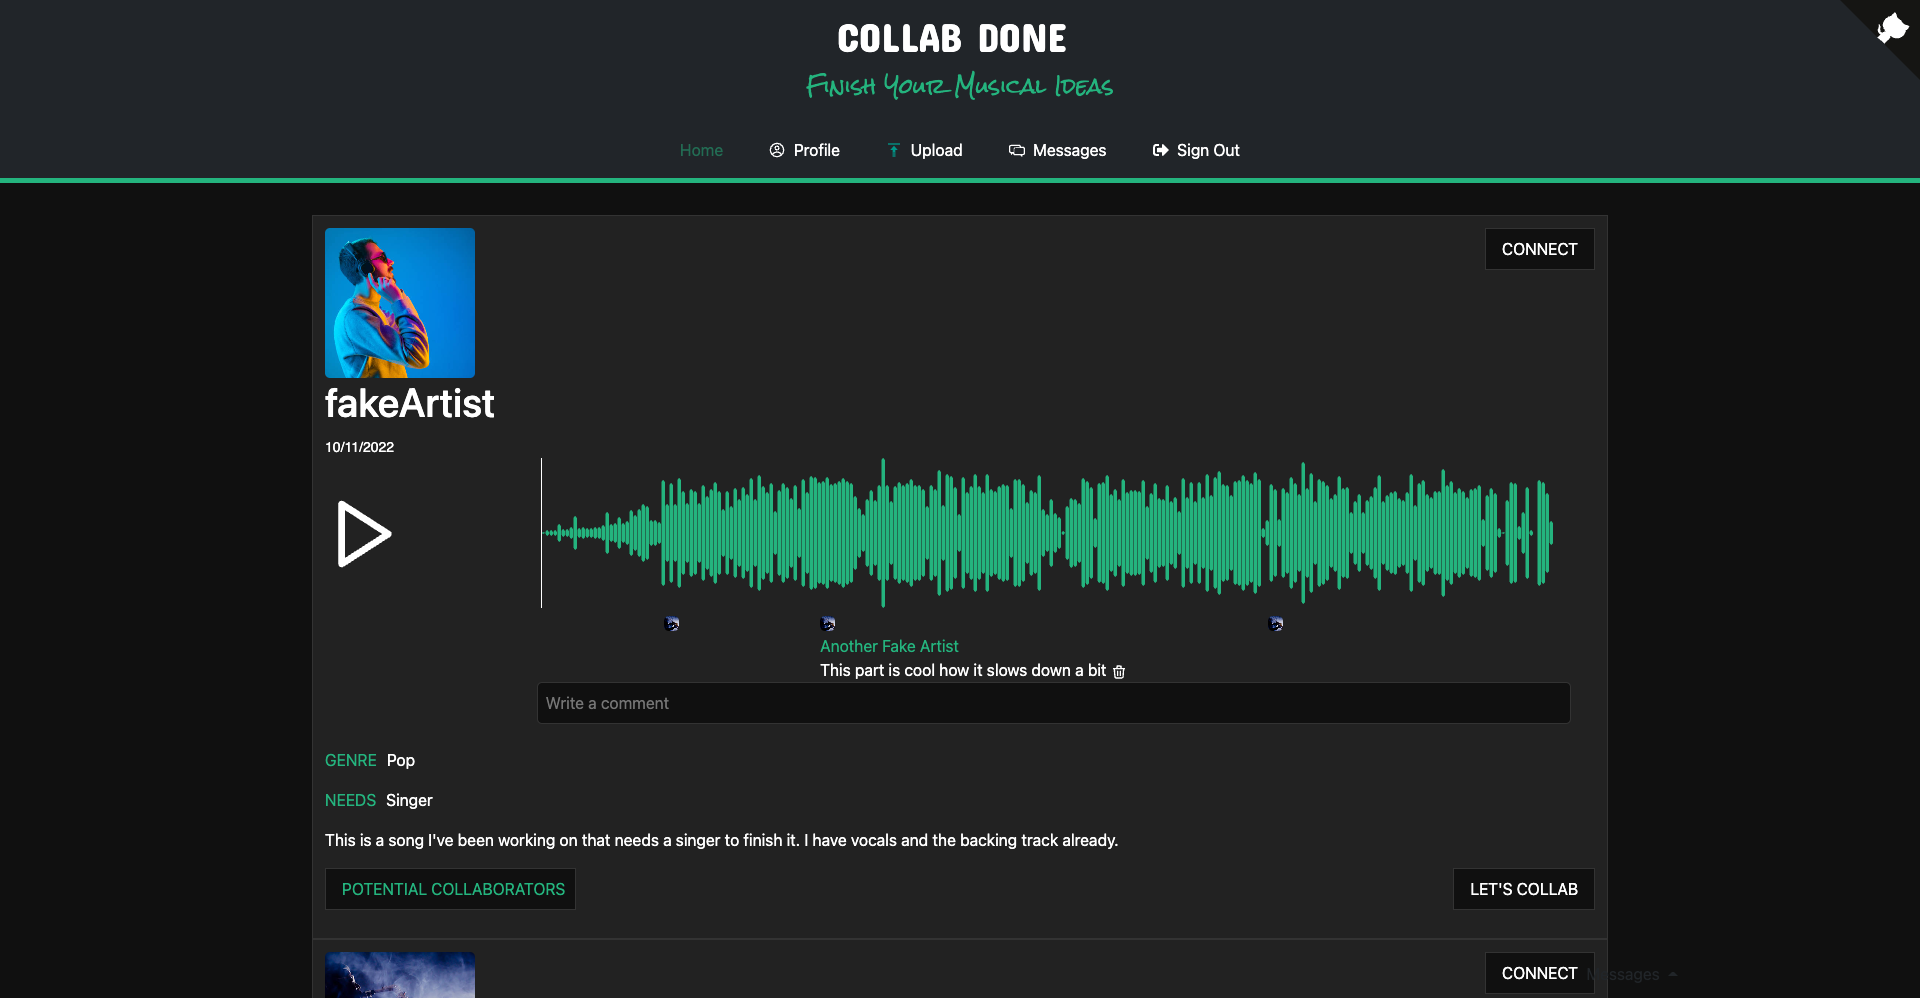 COLLAB DONE
Finish Your Musical Ideas
Home Profile Upload Messages Sign Out
CONNECT
fakeArtist
10/11/2022
Another Fake Artist
This part is cool how it slows down a bit
Write a comment
GENRE Pop
NEEDS Singer
This is a song I've been working on that needs a singer to finish it. I have vocals and the backing track already.
POTENTIAL COLLABORATORS
LET'S COLLAB
CONNECT
Messages